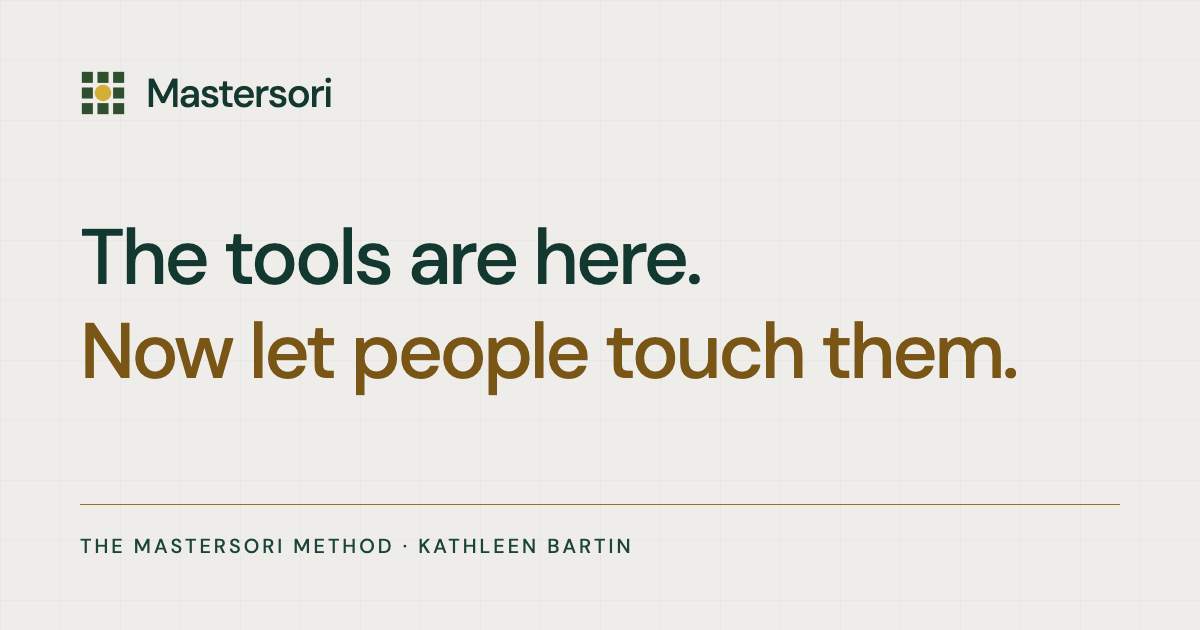 Mastersori
The tools are here.
Now let people touch them.
THE MASTERSORI METHOD · KATHLEEN BARTIN